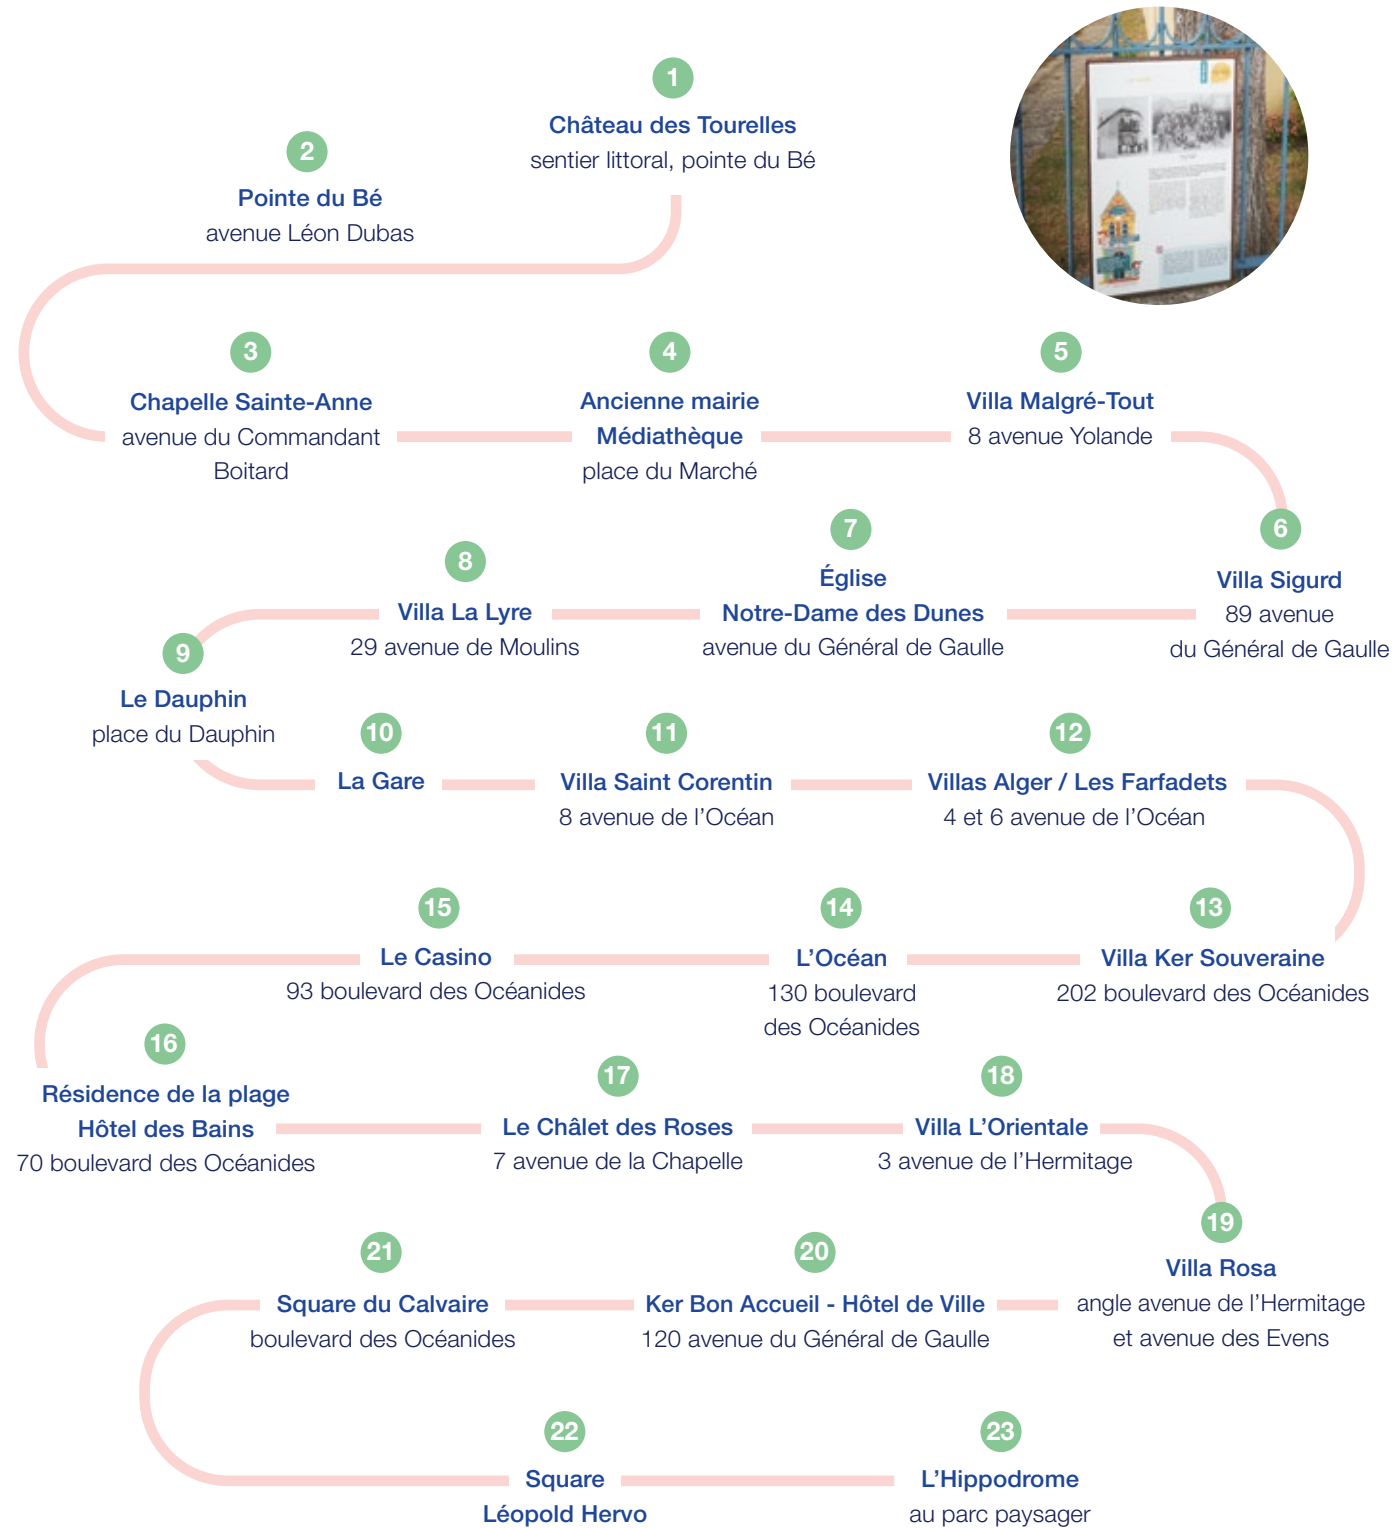 1
Château des Tourelles
sentier littoral, pointe du Bé
2
Pointe du Bé
avenue Léon Dubas
3
Chapelle Sainte-Anne
avenue du Commandant
Boitard
4
Ancienne mairie
Médiathèque
place du Marché
5
Villa Malgré-Tout
8 avenue Yolande
6
Villa Sigurd
89 avenue
du Général de Gaulle
7
Église
Notre-Dame des Dunes
avenue du Général de Gaulle
8
Villa La Lyre
29 avenue de Moulins
9
Le Dauphin
place du Dauphin
10
La Gare
11
Villa Saint Corentin
8 avenue de l’Océan
12
Villas Alger / Les Farfadets
4 et 6 avenue de l’Océan
13
Villa Ker Souveraine
202 boulevard des Océanides
14
L’Océan
130 boulevard
des Océanides
15
Le Casino
93 boulevard des Océanides
16
Résidence de la plage
Hôtel des Bains
70 boulevard des Océanides
17
Le Châlet des Roses
7 avenue de la Chapelle
18
Villa L’Orientale
3 avenue de l’Hermitage
19
Villa Rosa
angle avenue de l’Hermitage
et avenue des Evens
20
Ker Bon Accueil - Hôtel de Ville
120 avenue du Général de Gaulle
21
Square du Calvaire
boulevard des Océanides
22
Square
Léopold Hervo
23
L’Hippodrome
au parc paysager